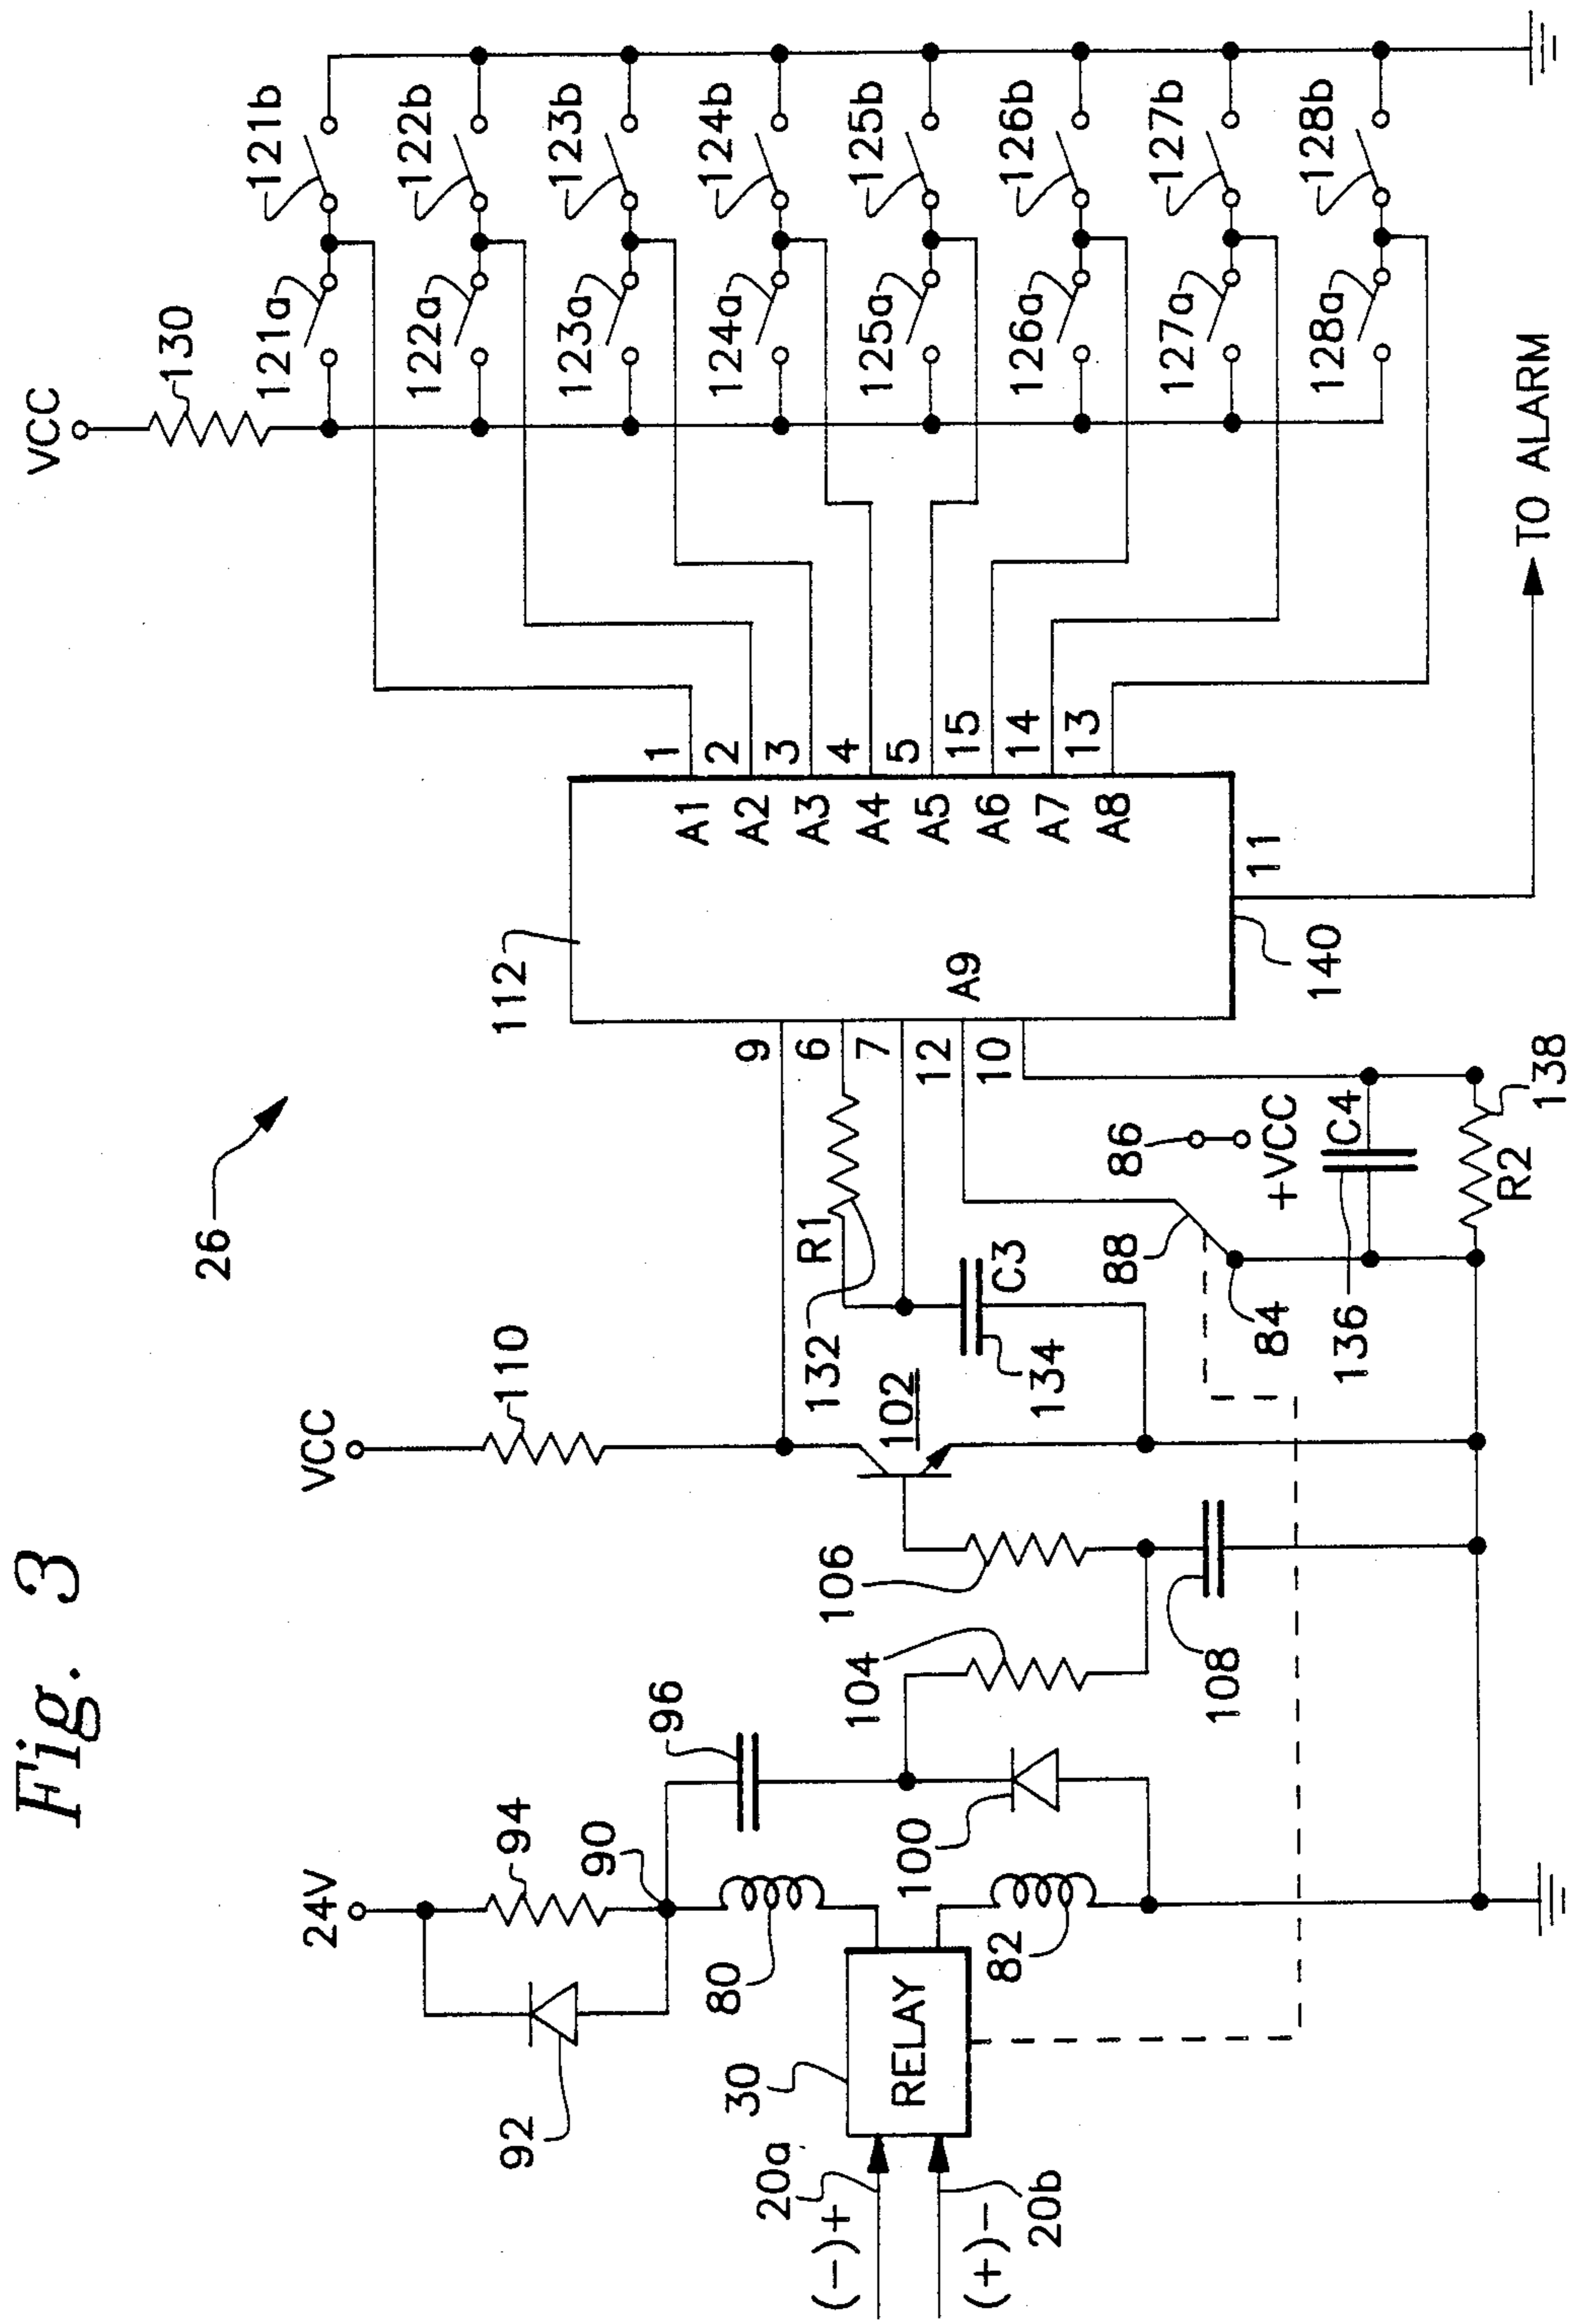 Fig. 3
26
VCC
130
121a
121b
122a
122b
123a
123b
124a
124b
125a
125b
126a
126b
127a
127b
128a
128b
24V
94
92
90
96
80
30
RELAY
(-)+
20a
(+)-
20b
82
100
104
106
108
VCC
110
102
R1
132
C3
134
88
86
+VCC
84
C4
136
R2
138
112
9
6
7
12
10
A9
1
2
3
4
5
15
14
13
A1
A2
A3
A4
A5
A6
A7
A8
11
140
TO ALARM